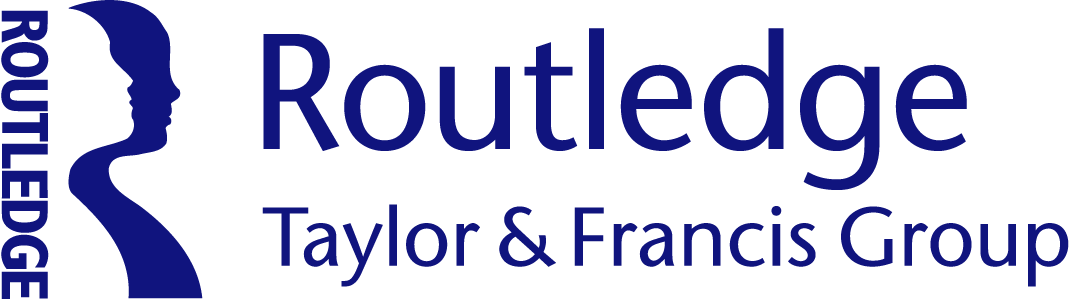 ROUTLEDGE
Routledge
Taylor & Francis Group